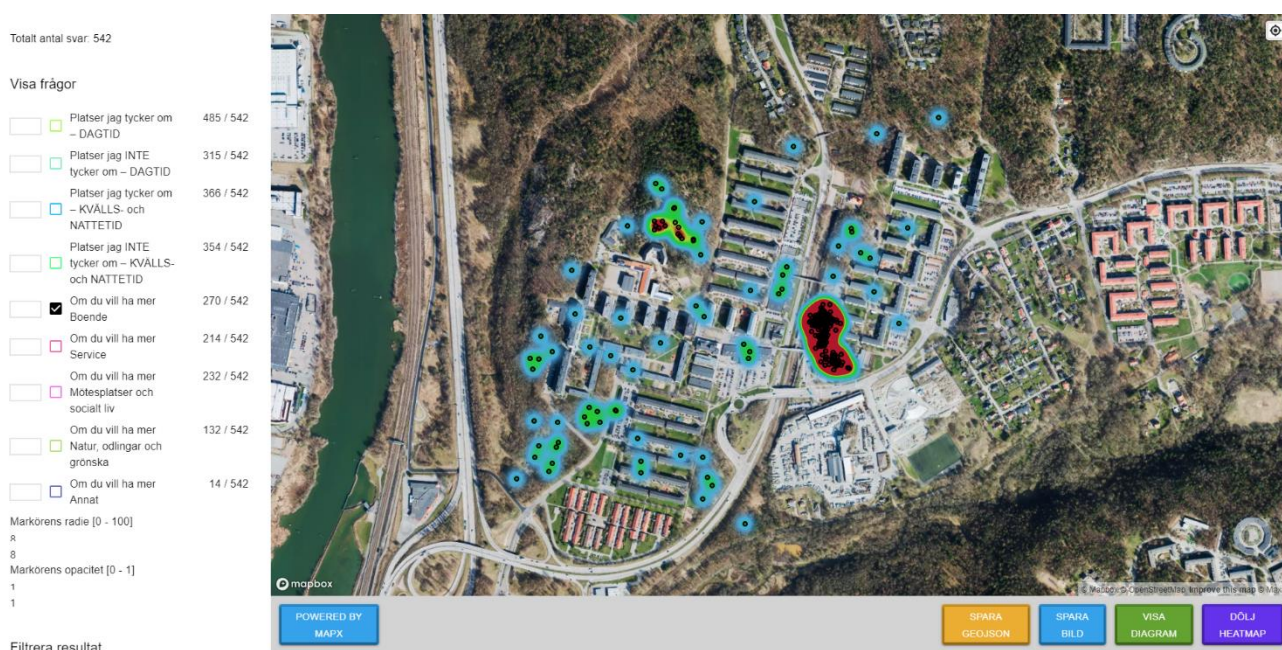 Totalt antal svar: 542
Visa frågor
Platser jag tycker om
– DAGTID
485 / 542
Platser jag INTE
tycker om – DAGTID
315 / 542
Platser jag tycker om
– KVÄLLS- och
NATTETID
366 / 542
Platser jag INTE
tycker om – KVÄLLS-
och NATTETID
354 / 542
Om du vill ha mer
Boende
270 / 542
Om du vill ha mer
Service
214 / 542
Om du vill ha mer
Mötesplatser och
socialt liv
232 / 542
Om du vill ha mer
Natur, odlingar och
grönska
132 / 542
Om du vill ha mer
Annat
14 / 542
Markörens radie [0 - 100]
8
8
Markörens opacitet [0 - 1]
1
1
Filtrera resultat
mapbox
© Mapbox © OpenStreetMap Improve this map © Max
POWERED BY
MAPX
SPARA
GEOJSON
SPARA
BILD
VISA
DIAGRAM
DÖLJ
HEATMAP